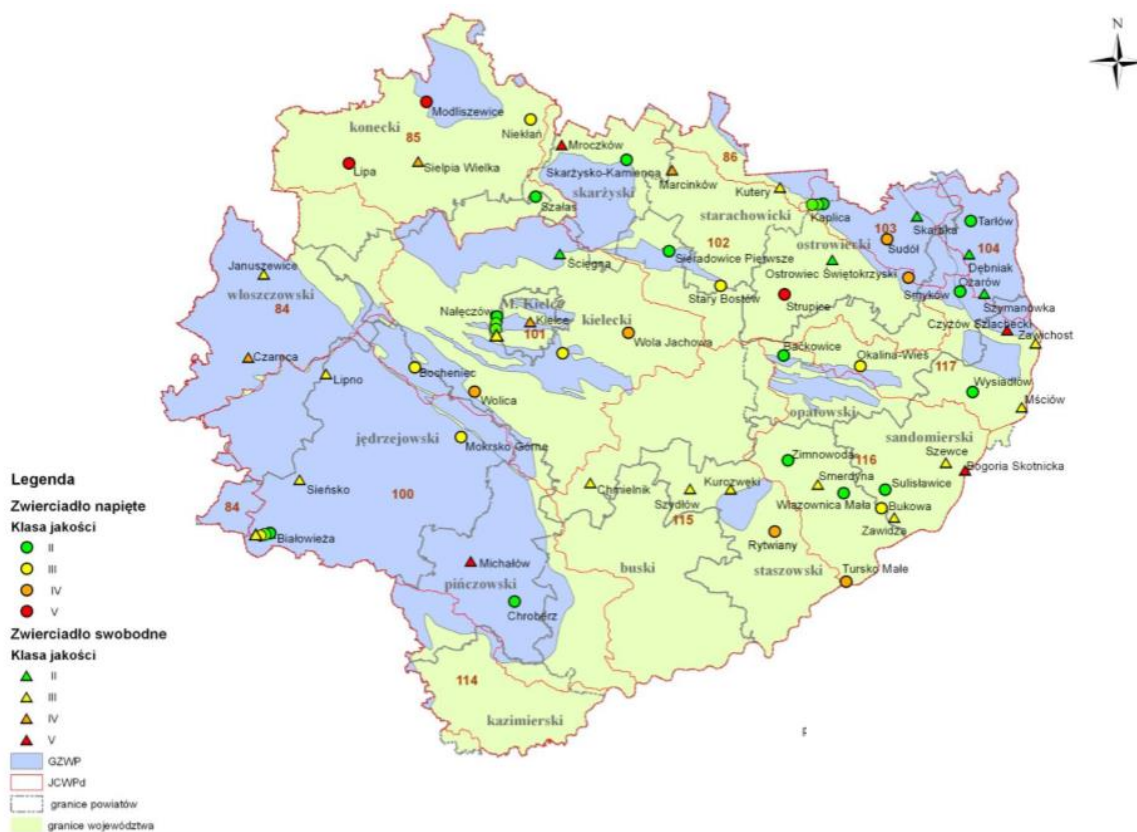 N
Modliszewice
Niekłań
konecki
85
Mroczków
Lipa
Sielpia Wielka
Skarżysko-Kamienna
86
Marcinków
skarżyski
Kutery
Szałas
starachowicki
Kaplica
Skarbka
Tarłów
103
Sudół
104
102
ostrowiecki
Ścięgna
Sieradowice Pierwsze
Ostrowiec Świętokrzyski
Dębniak
Januszewice
włoszczowski
84
Stary Bostów
Smyków
Ożarów
Szymanówka
M. Kielce
Nałęczów
Kielce
kielecki
Strupice
101
Wola Jachowa
Czyżów Szlachecki
Zawichost
Czarnca
Baćkowice
Okalina-Wieś
117
Lipno
Bocheniec
Wysiadłów
Wolica
Mściów
opatowski
jędrzejowski
Mokrsko Górne
sandomierski
Zimnowoda
116
Szewce
Bogoria Skotnicka
Smerdyna
Sulisławice
Sieńsko
100
Chmielnik
Kurozwęki
Szydłów
Wiązownica Mała
Bukowa
84
115
Zawidza
Białowieża
Rytwiany
Michałów
buski
staszowski
Tursko Małe
pińczowski
Chroberz
114
kazimierski
Legenda
Zwierciadło napięte
Klasa jakości
II
III
IV
V
Zwierciadło swobodne
Klasa jakości
II
III
IV
V
GZWP
JCWPd
granice powiatów
granice województwa